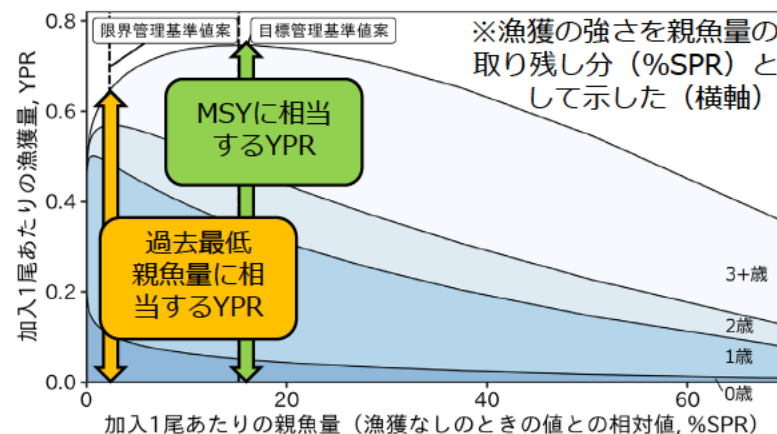 0.8
限界管理基準値案
目標管理基準値案
※漁獲の強さを親魚量の
取り残し分（%SPR）と
して示した（横軸）
MSYに相当
するYPR
0.6
加入1尾あたりの漁獲量, YPR
0.4
過去最低
親魚量に相
当するYPR
0.2
3+歳
2歳
1歳
0歳
0.0
0
20
40
60
加入1尾あたりの親魚量（漁獲なしのときの値との相対値, %SPR）